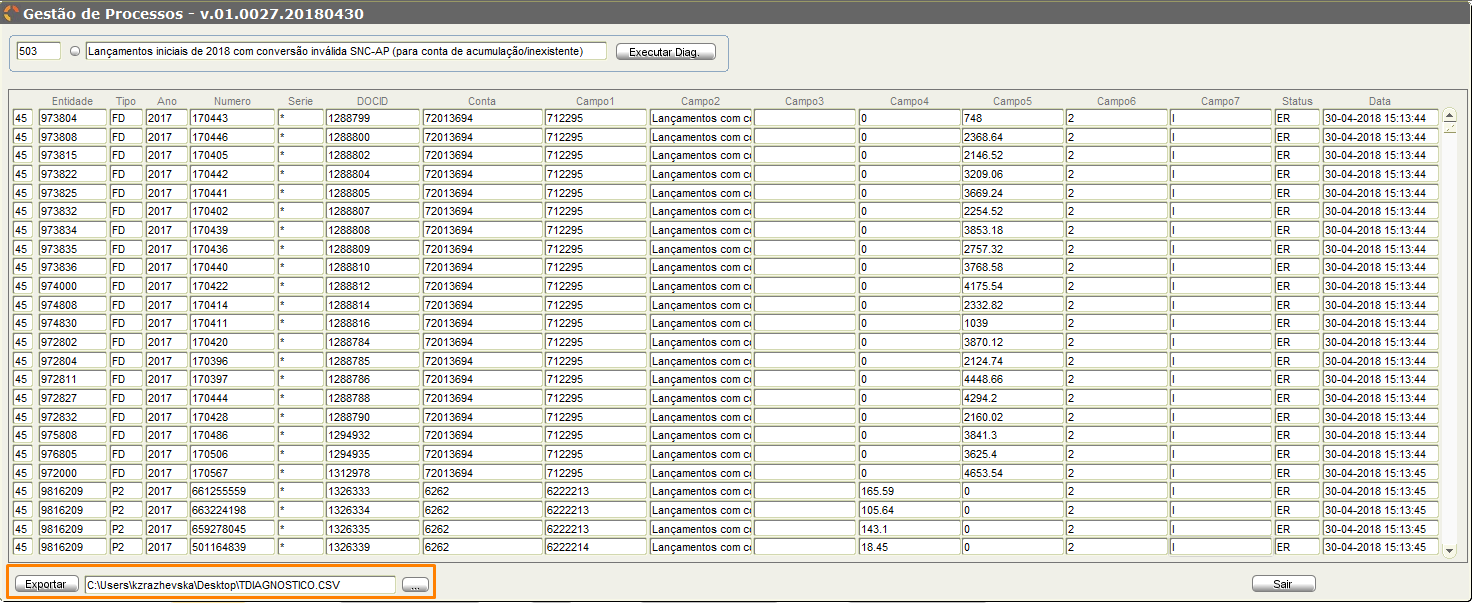 Gestão de Processos - v.01.0027.20180430
503 Lançamentos iniciais de 2018 com conversão inválida SNC-AP (para conta de acumulação/inexistente) Executar Diag.
Entidade Tipo Ano Numero Serie DOCID Conta Campo1 Campo2 Campo3 Campo4 Campo5 Campo6 Campo7 Status Data
45 973804 FD 2017 170443 * 1288799 72013694 712295 Lançamentos com c 0 748 2 I ER 30-04-2018 15:13:44
45 973808 FD 2017 170446 * 1288800 72013694 712295 Lançamentos com c 0 2368.64 2 I ER 30-04-2018 15:13:44
45 973815 FD 2017 170405 * 1288802 72013694 712295 Lançamentos com c 0 2146.52 2 I ER 30-04-2018 15:13:44
45 973822 FD 2017 170442 * 1288804 72013694 712295 Lançamentos com c 0 3209.06 2 I ER 30-04-2018 15:13:44
45 973825 FD 2017 170441 * 1288805 72013694 712295 Lançamentos com c 0 3669.24 2 I ER 30-04-2018 15:13:44
45 973832 FD 2017 170402 * 1288807 72013694 712295 Lançamentos com c 0 2254.52 2 I ER 30-04-2018 15:13:44
45 973834 FD 2017 170439 * 1288808 72013694 712295 Lançamentos com c 0 3853.18 2 I ER 30-04-2018 15:13:44
45 973835 FD 2017 170436 * 1288809 72013694 712295 Lançamentos com c 0 2757.32 2 I ER 30-04-2018 15:13:44
45 973836 FD 2017 170440 * 1288810 72013694 712295 Lançamentos com c 0 3768.58 2 I ER 30-04-2018 15:13:44
45 974000 FD 2017 170422 * 1288812 72013694 712295 Lançamentos com c 0 4175.54 2 I ER 30-04-2018 15:13:44
45 974808 FD 2017 170414 * 1288814 72013694 712295 Lançamentos com c 0 2332.82 2 I ER 30-04-2018 15:13:44
45 974830 FD 2017 170411 * 1288816 72013694 712295 Lançamentos com c 0 1039 2 I ER 30-04-2018 15:13:44
45 972802 FD 2017 170420 * 1288784 72013694 712295 Lançamentos com c 0 3870.12 2 I ER 30-04-2018 15:13:44
45 972804 FD 2017 170396 * 1288785 72013694 712295 Lançamentos com c 0 2124.74 2 I ER 30-04-2018 15:13:44
45 972811 FD 2017 170397 * 1288786 72013694 712295 Lançamentos com c 0 4448.66 2 I ER 30-04-2018 15:13:44
45 972827 FD 2017 170444 * 1288788 72013694 712295 Lançamentos com c 0 4294.2 2 I ER 30-04-2018 15:13:44
45 972832 FD 2017 170428 * 1288790 72013694 712295 Lançamentos com c 0 2160.02 2 I ER 30-04-2018 15:13:44
45 975808 FD 2017 170486 * 1294932 72013694 712295 Lançamentos com c 0 3841.3 2 I ER 30-04-2018 15:13:44
45 976805 FD 2017 170506 * 1294935 72013694 712295 Lançamentos com c 0 3625.4 2 I ER 30-04-2018 15:13:44
45 972000 FD 2017 170567 * 1312978 72013694 712295 Lançamentos com c 0 4653.54 2 I ER 30-04-2018 15:13:45
45 9816209 P2 2017 661255559 * 1326333 6262 6222213 Lançamentos com c 165.59 0 2 I ER 30-04-2018 15:13:45
45 9816209 P2 2017 663224198 * 1326334 6262 6222213 Lançamentos com c 105.64 0 2 I ER 30-04-2018 15:13:45
45 9816209 P2 2017 659278045 * 1326335 6262 6222213 Lançamentos com c 143.1 0 2 I ER 30-04-2018 15:13:45
45 9816209 P2 2017 501164839 * 1326339 6262 6222214 Lançamentos com c 18.45 0 2 I ER 30-04-2018 15:13:45
Exportar C:\Users\kzrazhevska\Desktop\TDIAGNOSTICO.CSV ... Sair